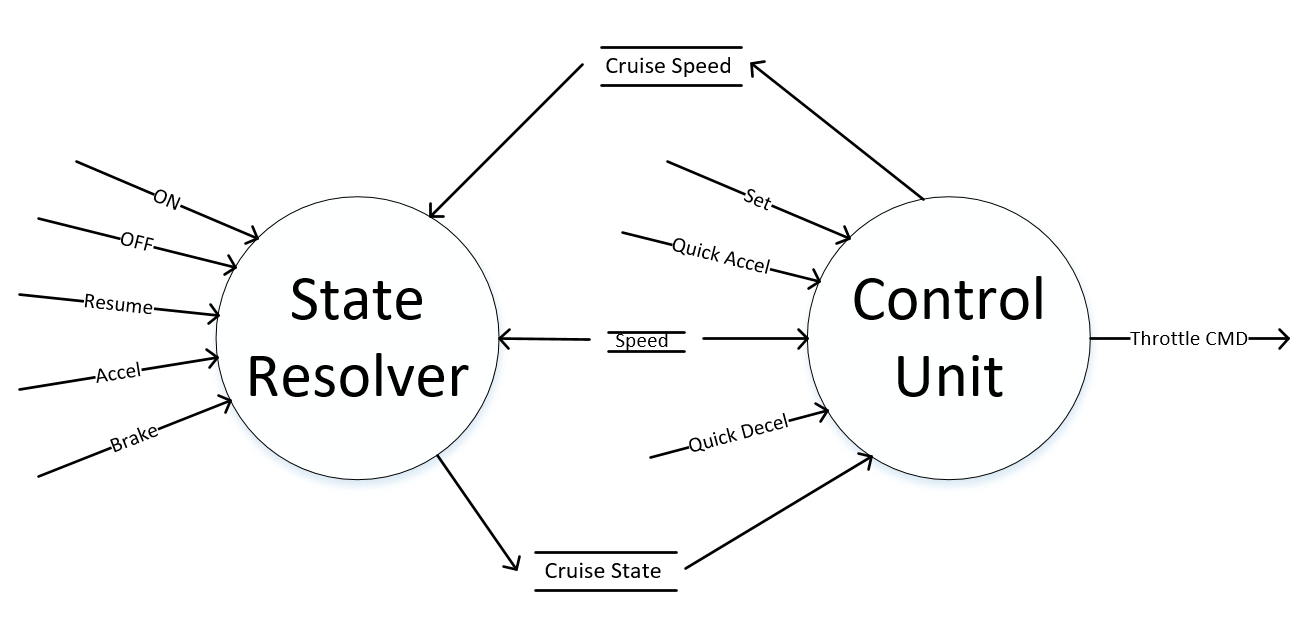 Cruise Speed
ON
Set
OFF
Quick Accel
Resume
State
Resolver
Control
Unit
Speed
Throttle CMD
Accel
Brake
Quick Decel
Cruise State